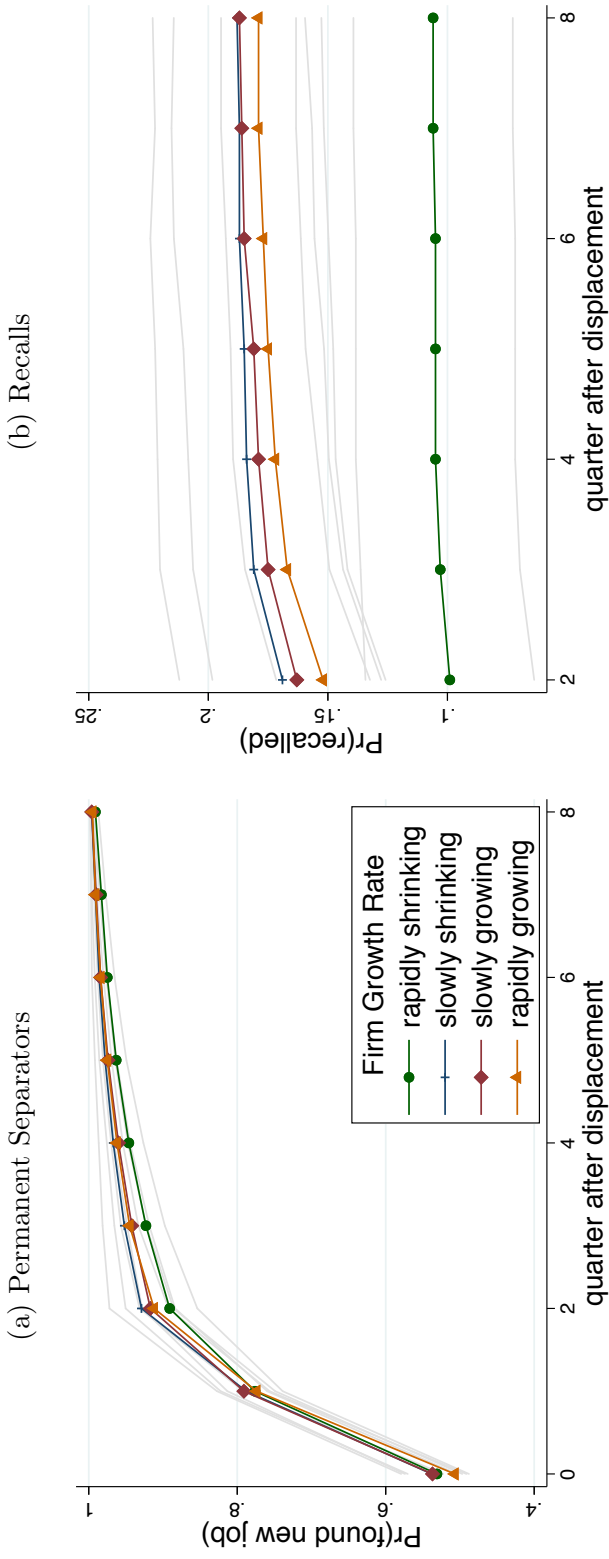 (a) Permanent Separators
Pr(found new job)
1
.8
.6
.4
0
2
4
6
8
quarter after displacement
Firm Growth Rate
rapidly shrinking
slowly shrinking
slowly growing
rapidly growing
(b) Recalls
Pr(recalled)
.25
.2
.15
.1
2
4
6
8
quarter after displacement